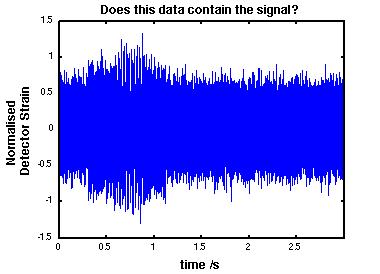 Does this data contain the signal?
1.5
1
0.5
0
-0.5
-1
-1.5
Normalised
Detector Strain
0 0.5 1 1.5 2 2.5
time /s